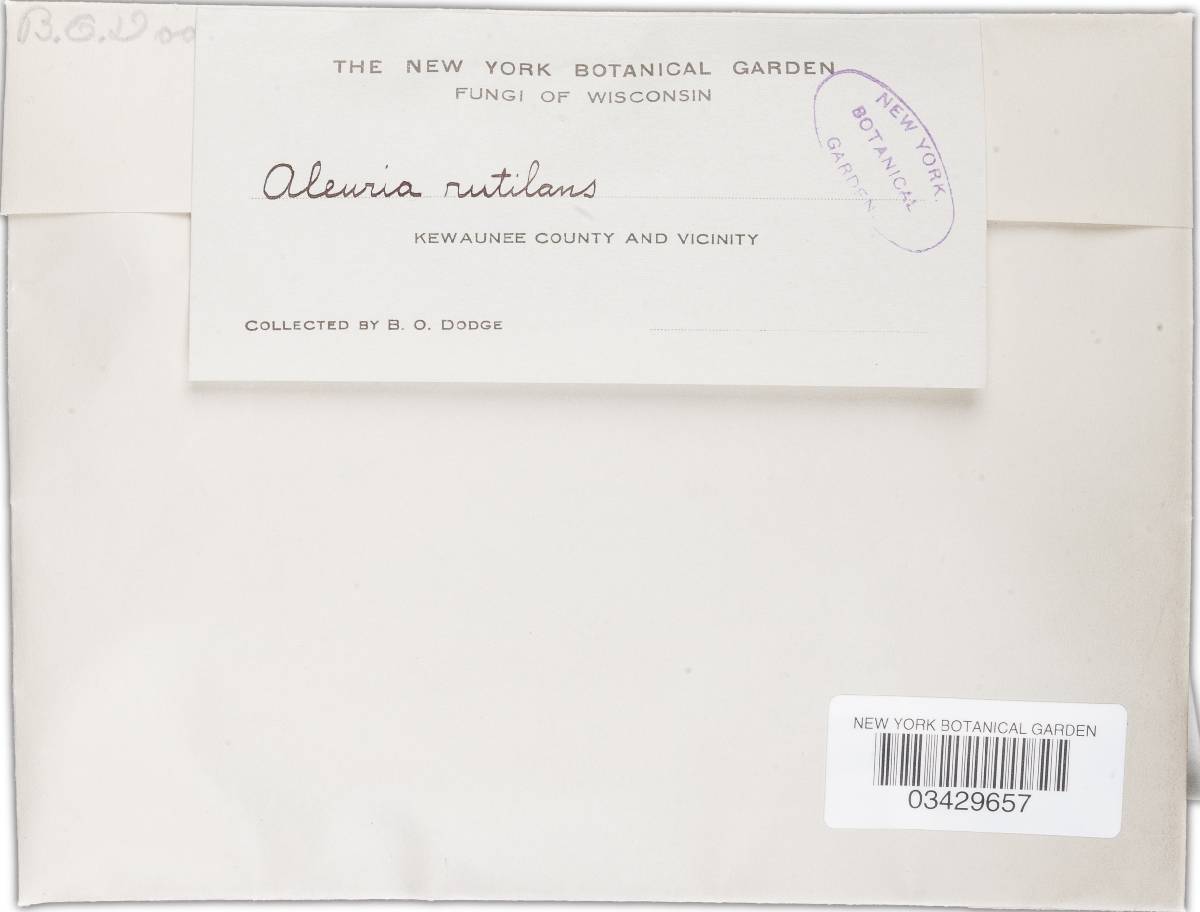 B. O. Do
THE NEW YORK BOTANICAL GARDEN
FUNGI OF WISCONSIN
NEW YORK
BOTANICAL
GARDEN
Aleuria rutilans
KEWAUNEE COUNTY AND VICINITY
COLLECTED BY B. O. DODGE
NEW YORK BOTANICAL GARDEN
03429657